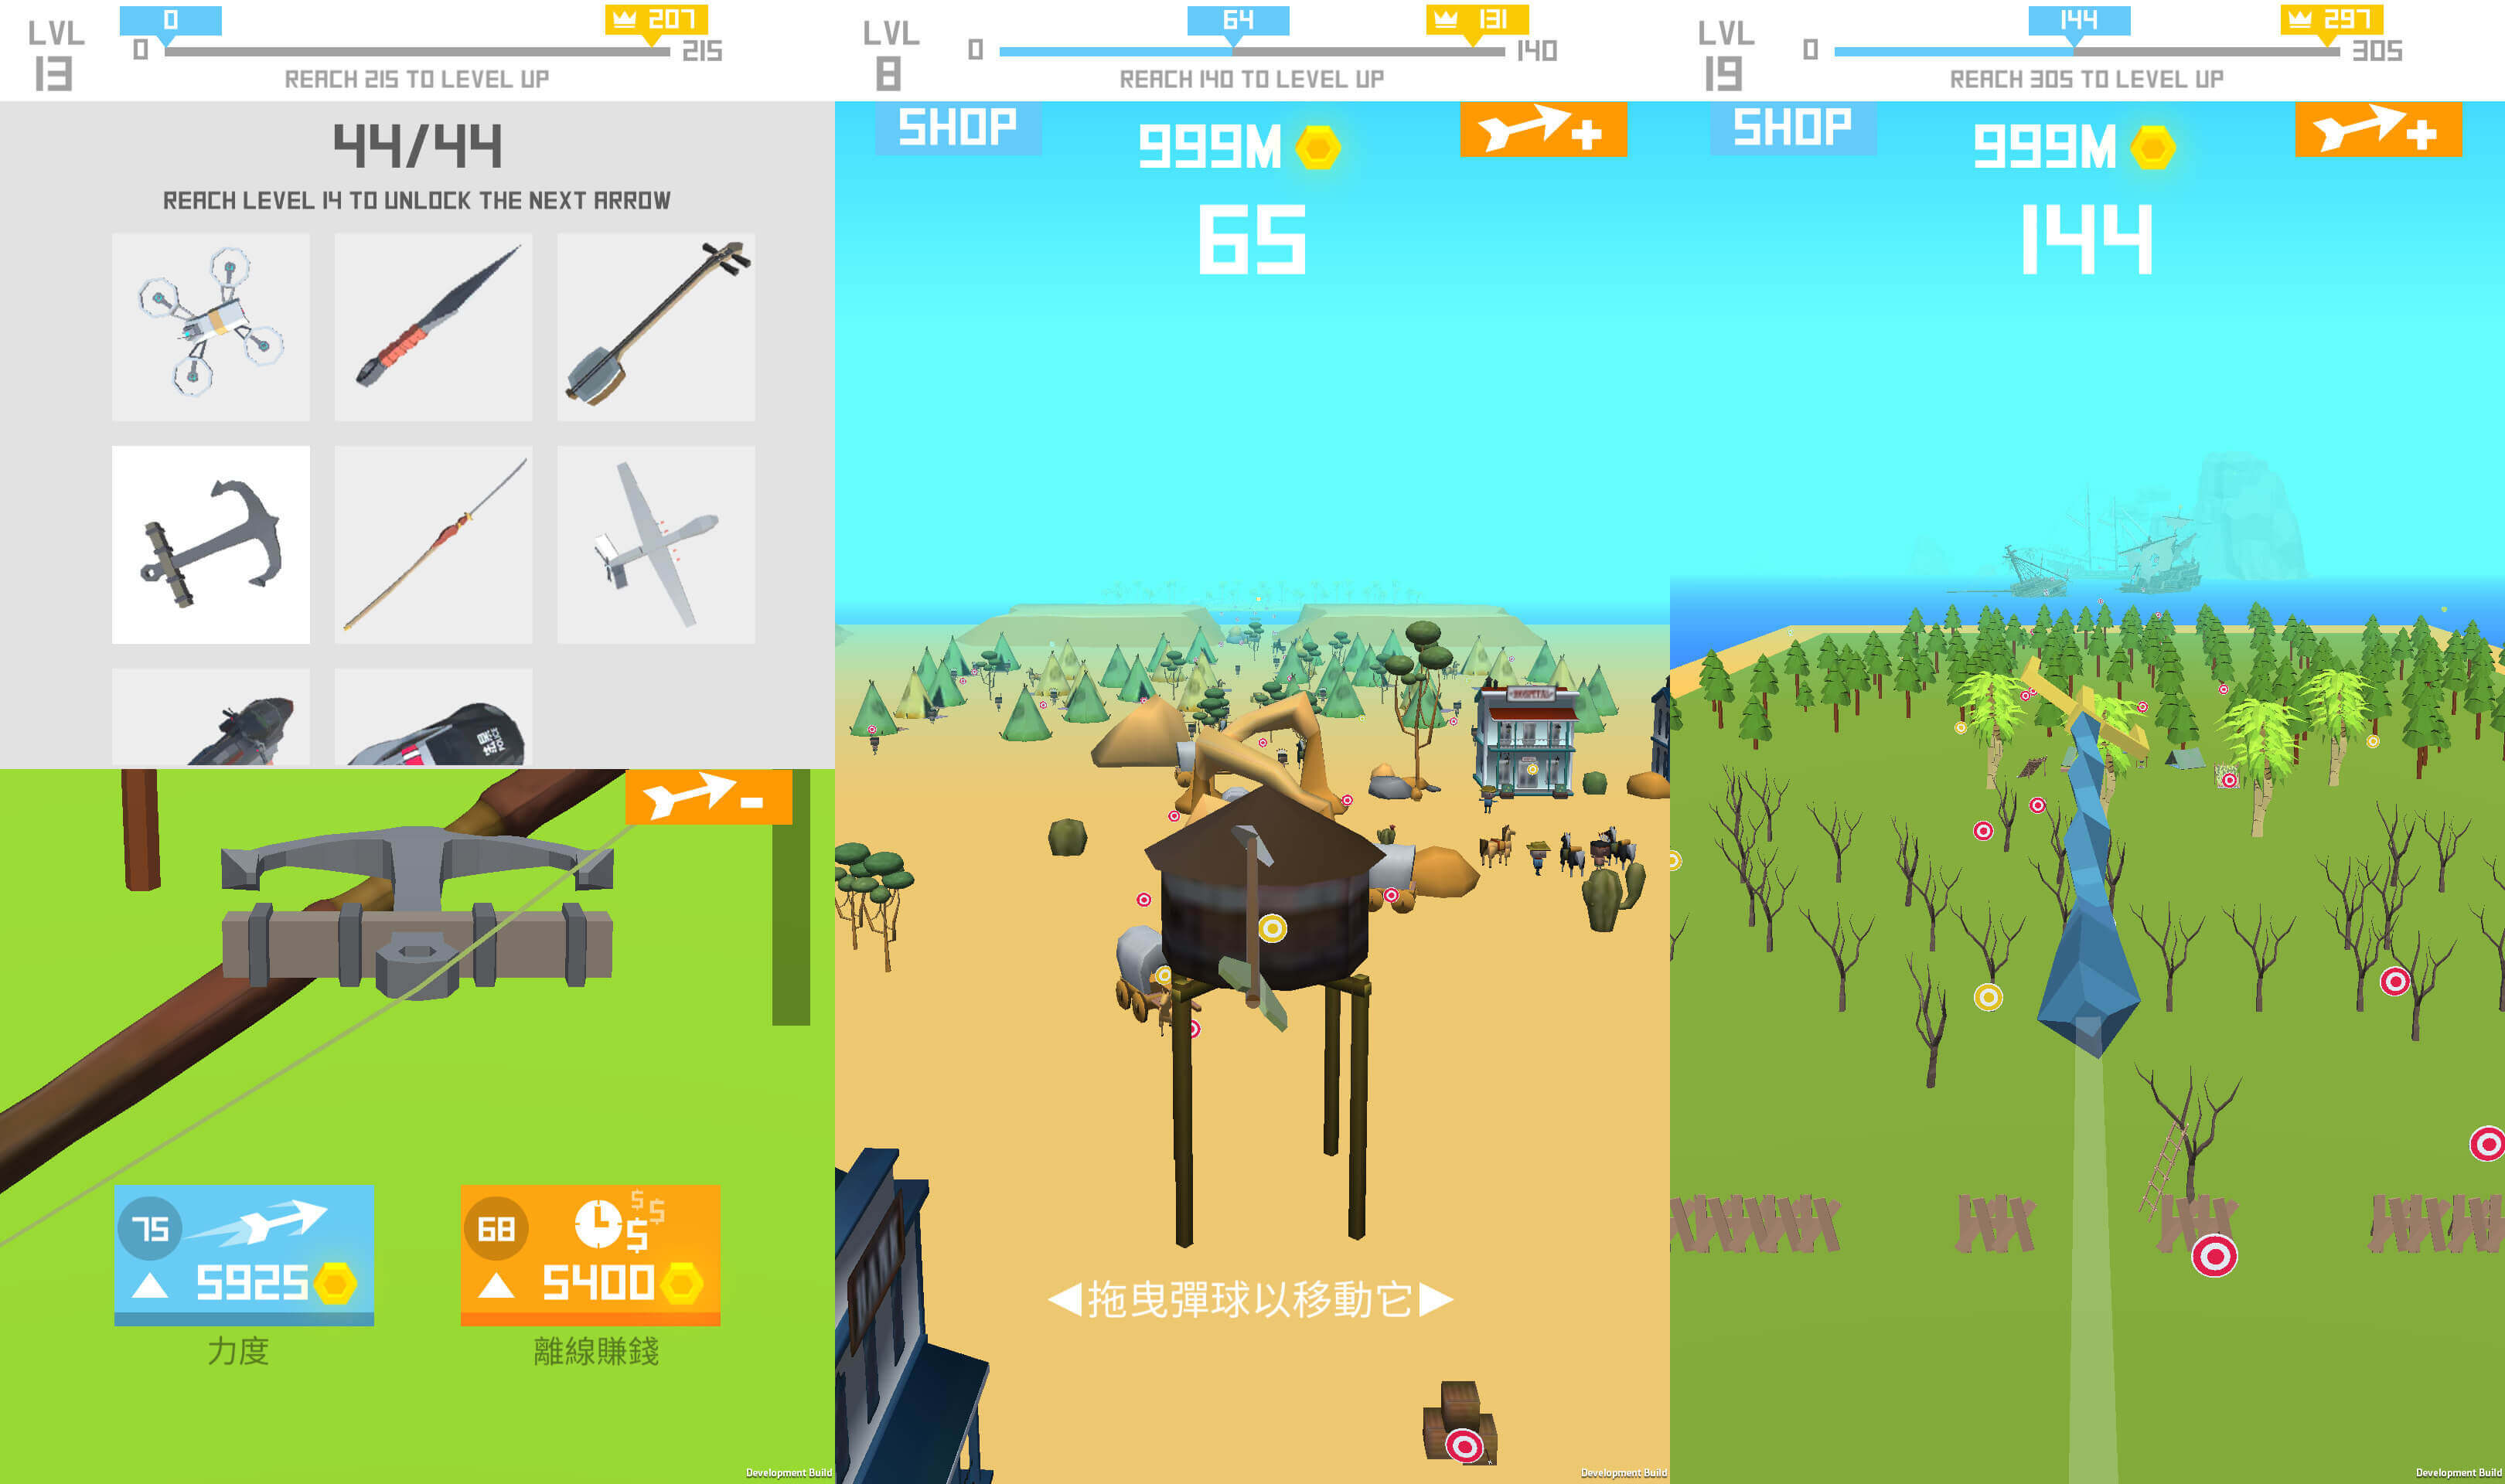 LVL
13
0
207
0
215
REACH 215 TO LEVEL UP
44/44
REACH LEVEL 14 TO UNLOCK THE NEXT ARROW
75
5925
力度
68
$ $
$
5400
離線賺錢
Development Build
LVL
8
64
131
0
140
REACH 140 TO LEVEL UP
SHOP
999M
+
65
HOSPITAL
◀拖曳彈球以移動它▶
Development Build
LVL
19
144
297
0
305
REACH 305 TO LEVEL UP
SHOP
999M
+
144
Development Build